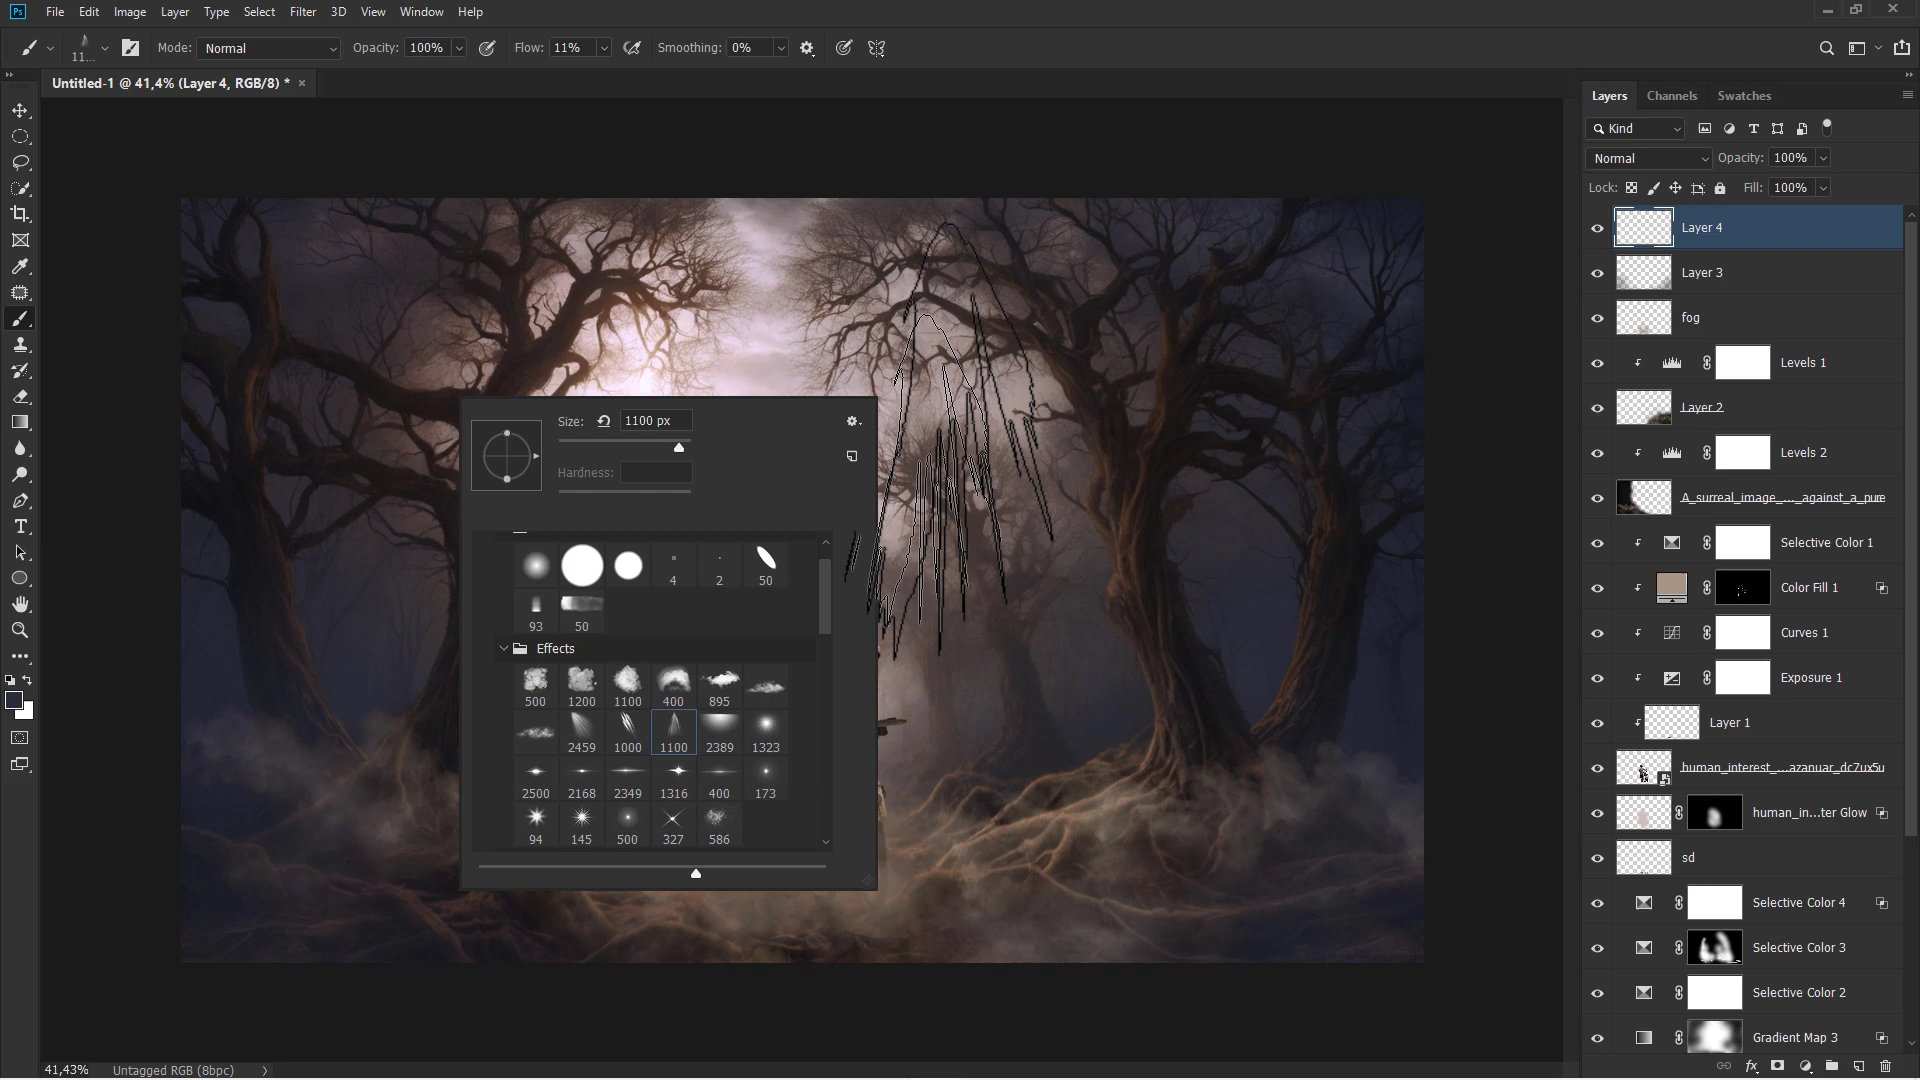 Ps File Edit Image Layer Type Select Filter 3D View Window Help
11... Mode: Normal Opacity: 100% Flow: 11% Smoothing: 0%
Untitled-1 @ 41,4% (Layer 4, RGB/8) * ×
Layers Channels Swatches
Kind
Normal Opacity: 100%
Lock: Fill: 100%
Layer 4
Layer 3
fog
Levels 1
Layer 2
Levels 2
A_surreal_image_..._against_a_pure
Selective Color 1
Color Fill 1
Curves 1
Exposure 1
Layer 1
human_interest_...azanuar_dc7ux5u
human_in...ter Glow
sd
Selective Color 4
Selective Color 3
Selective Color 2
Gradient Map 3
Size: 1100 px
Hardness:
4 2 50
93 50
Effects
500 1200 1100 400 895
2459 1000 1100 2389 1323
2500 2168 2349 1316 400 173
94 145 500 327 586
41,43% Untagged RGB (8bpc)